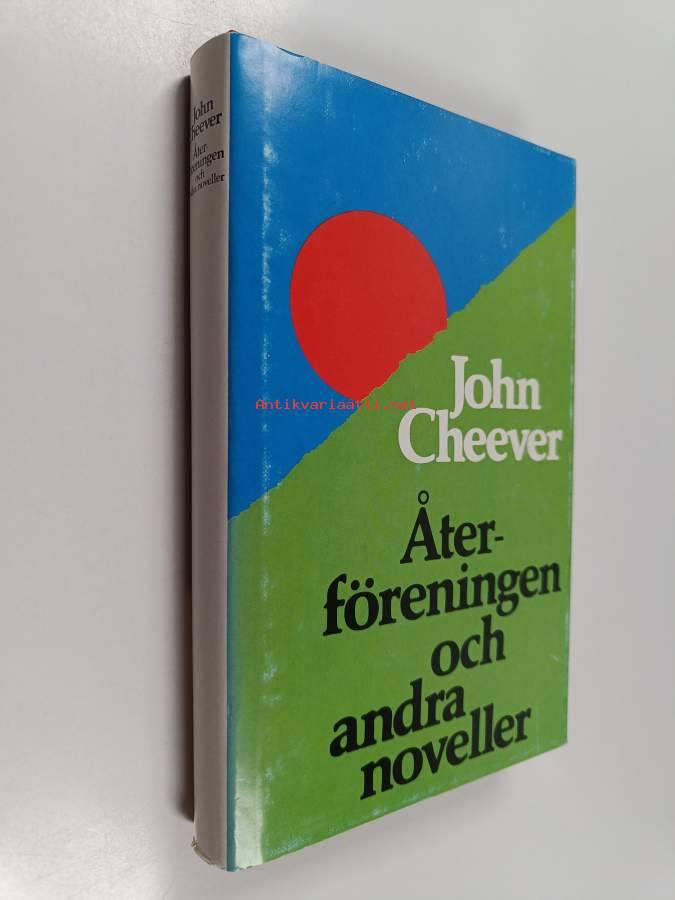 John
Cheever
Åter-
föreningen
och
andra noveller
Antikvariaatti.net
John
Cheever
Åter-
föreningen
och
andra
noveller